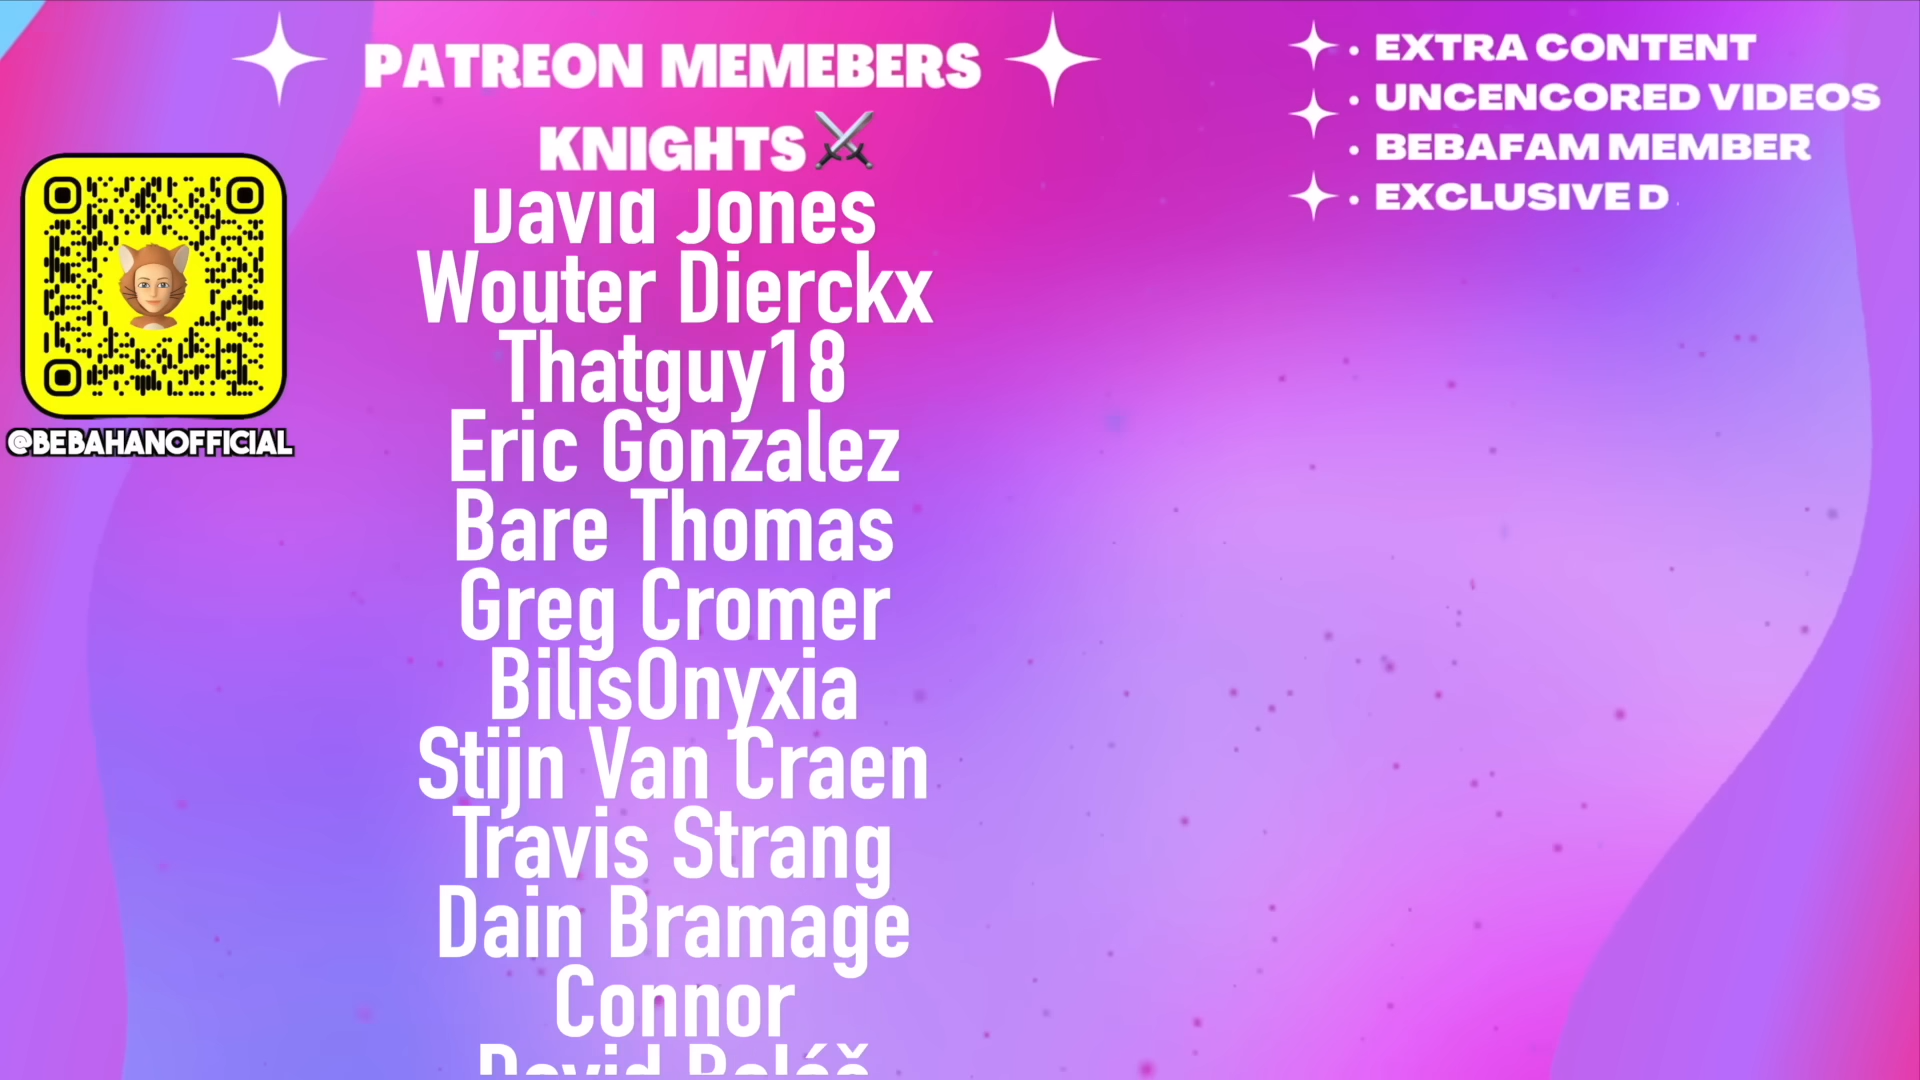 PATREON MEMEBERS
KNIGHTS⚔
David Jones
Wouter Dierckx
Thatguy18
Eric Gonzalez
Bare Thomas
Greg Cromer
BilisOnyxia
Stijn Van Craen
Travis Strang
Dain Bramage
Connor
David
@BEBAHANOFFICIAL
• EXTRA CONTENT
• UNCENCORED VIDEOS
• BEBAFAM MEMBER
• EXCLUSIVE D